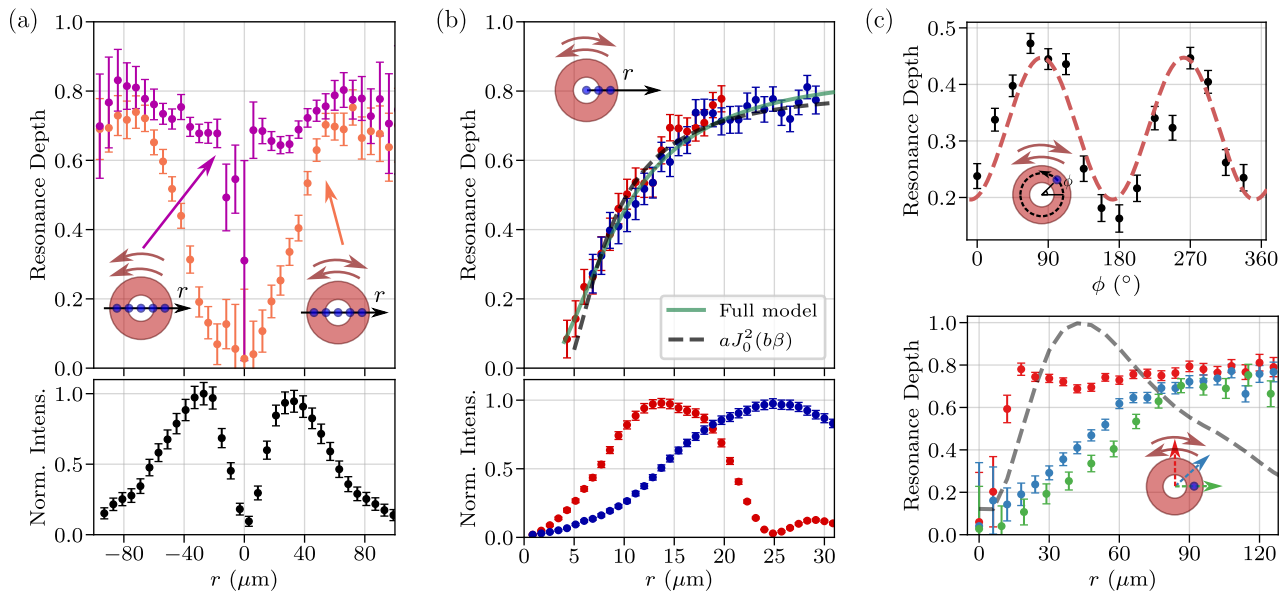 (a)
1.0
0.8
0.6
0.4
0.2
0.0
Resonance Depth
r
r
1.0
0.5
0.0
Norm. Intens.
−80
−40
0
40
80
r (μm)
(b)
1.0
0.8
0.6
0.4
0.2
0.0
Resonance Depth
r
Full model
aJ₀²(bβ)
1.0
0.5
0.0
Norm. Intens.
0
5
10
15
20
25
30
r (μm)
(c)
0.5
0.4
0.3
0.2
Resonance Depth
ϕ
0
90
180
270
360
ϕ (°)
1.0
0.8
0.6
0.4
0.2
0.0
Resonance Depth
0
30
60
90
120
r (μm)